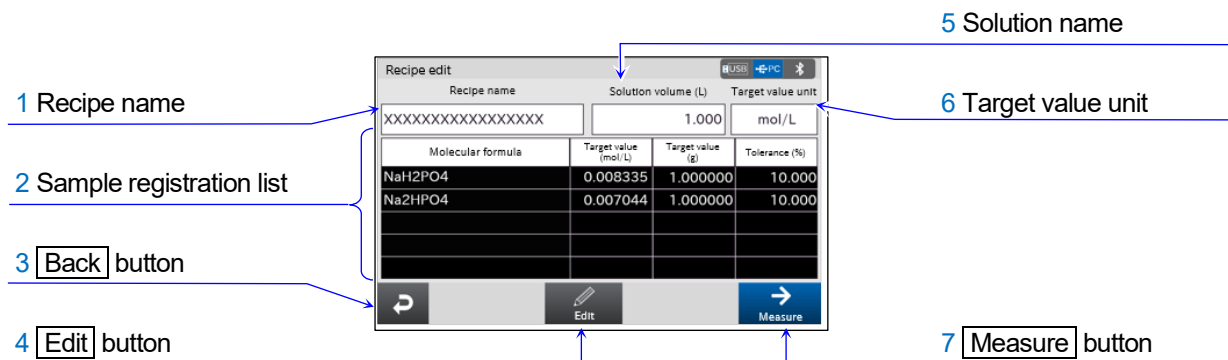 5 Solution name
Recipe edit
USB PC
1 Recipe name
Recipe name Solution volume (L) Target value unit
6 Target value unit
XXXXXXXXXXXXXXXXX 1.000 mol/L
Molecular formula Target value (mol/L) Target value (g) Tolerance (%)
2 Sample registration list
NaH2PO4 0.008335 1.000000 10.000
Na2HPO4 0.007044 1.000000 10.000
3 Back button
Edit
Measure
4 Edit button
7 Measure button